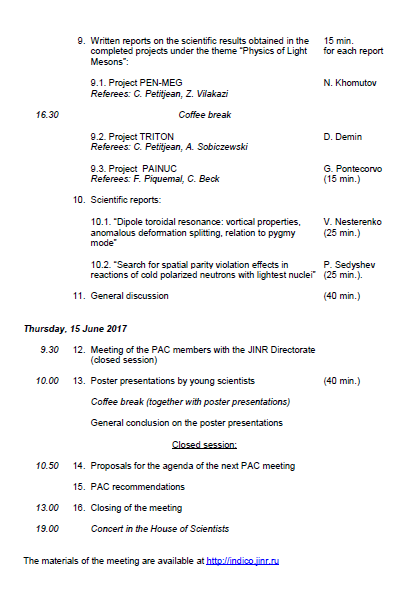 9. Written reports on the scientific results obtained in the 15 min.
completed projects under the theme "Physics of Light for each report
Mesons":
9.1. Project PEN-MEG N. Khomutov
Referees: C. Petitjean, Z. Vilakazi
16.30 Coffee break
9.2. Project TRITON D. Demin
Referees: C. Petitjean, A. Sobiczewski
9.3. Project PAINUC G. Pontecorvo
Referees: F. Piquemal, C. Beck (15 min.)
10. Scientific reports:
10.1. "Dipole toroidal resonance: vortical properties, V. Nesterenko
anomalous deformation splitting, relation to pygmy (25 min.)
mode"
10.2. "Search for spatial parity violation effects in P. Sedyshev
reactions of cold polarized neutrons with lightest nuclei" (25 min.).
11. General discussion (40 min.)
Thursday, 15 June 2017
9.30 12. Meeting of the PAC members with the JINR Directorate
(closed session)
10.00 13. Poster presentations by young scientists (40 min.)
Coffee break (together with poster presentations)
General conclusion on the poster presentations
Closed session:
10.50 14. Proposals for the agenda of the next PAC meeting
15. PAC recommendations
13.00 16. Closing of the meeting
19.00 Concert in the House of Scientists
The materials of the meeting are available at http://indico.jinr.ru